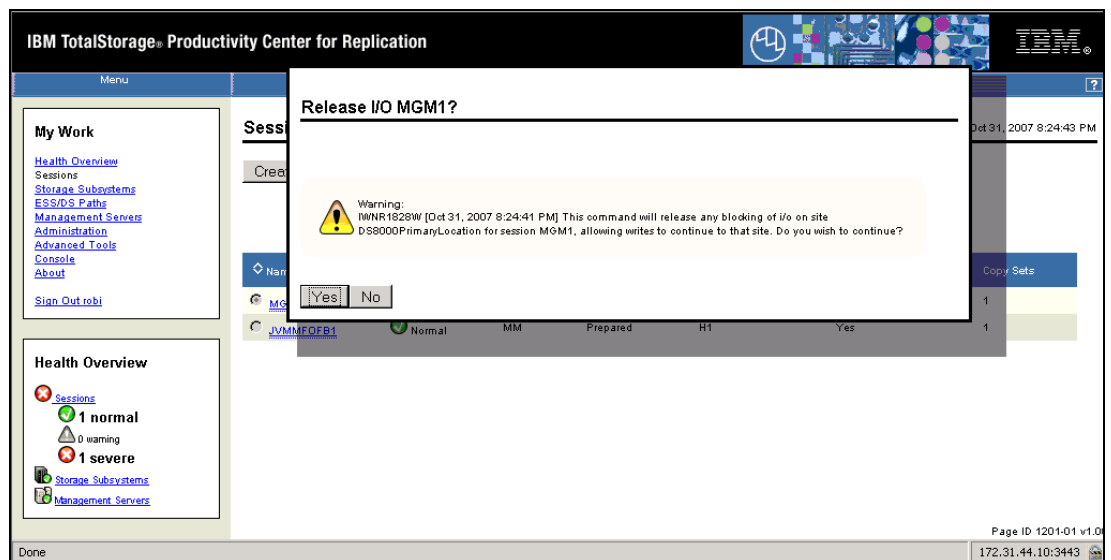 IBM TotalStorage® Productivity Center for Replication
IBM®
Menu
?
My Work
Health Overview
Sessions
Storage Subsystems
ESS/DS Paths
Management Servers
Administration
Advanced Tools
Console
About
Sign Out robi
Health Overview
Sessions
1 normal
0 warning
1 severe
Storage Subsystems
Management Servers
Sessi
Oct 31, 2007 8:24:43 PM
Crea
Release I/O MGM1?
Warning:
IWNR1828W [Oct 31, 2007 8:24:41 PM] This command will release any blocking of i/o on site
DS8000PrimaryLocation for session MGM1, allowing writes to continue to that site. Do you wish to continue?
Yes No
Nam Copy Sets
MG 1
JVMMFOFB1 Normal MM Prepared H1 Yes 1
Page ID 1201-01 v1.0
Done 172.31.44.10:3443